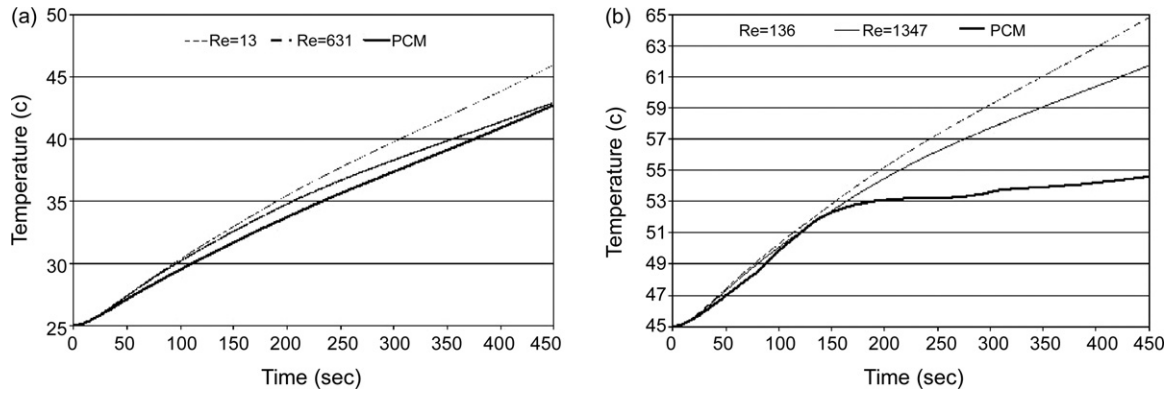 (a)
50
45
40
35
30
25
Temperature (c)
Re=13 Re=631 PCM
0 50 100 150 200 250 300 350 400 450
Time (sec)
(b)
65
63
61
59
57
55
53
51
49
47
45
Temperature (c)
Re=136 Re=1347 PCM
0 50 100 150 200 250 300 350 400 450
Time (sec)